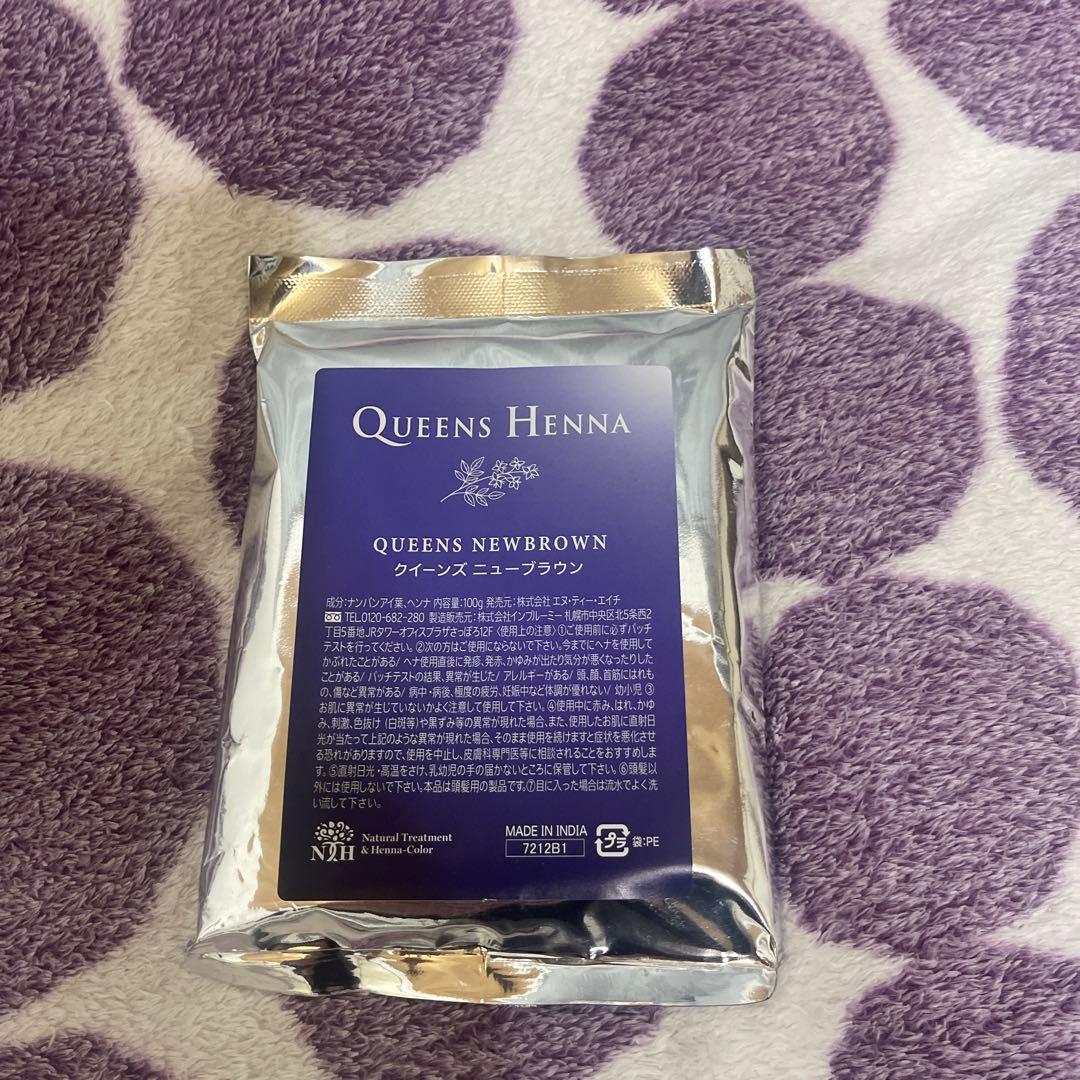 QUEENS HENNA
QUEENS NEWBROWN
クイーンズ ニューブラウン
成分:ナンバンアイ葉、ヘンナ 内容量:100g 発売元:株式会社 エヌ・ティー・エイチ
TEL.0120-682-280 製造販売元:株式会社インブルーミー 札幌市中央区北5条西2
丁目5番地JRタワーオフィスプラザさっぽろ12F 〈使用上の注意〉①ご使用前に必ずパッチ
テストを行ってください。②次の方はご使用にならないで下さい。今までにヘナを使用して
かぶれたことがある/ ヘナ使用直後に発疹、発赤、かゆみが出たり気分が悪くなったりした
ことがある/ パッチテストの結果、異常が生じた/ アレルギーがある/ 頭、顔、首筋にはれも
の、傷など異常がある/ 病中・病後、極度の疲労、妊娠中など体調が優れない/ 幼小児 ③
お肌に異常が生じていないかよく注意して使用して下さい。④使用中に赤み、はれ、かゆ
み、刺激、色抜け (白斑等)や黒ずみ等の異常が現れた場合、また、使用したお肌に直射日
光が当たって上記のような異常が現れた場合、そのまま使用を続けますと症状を悪化させ
る恐れがありますので、使用を中止し、皮膚科専門医等に相談されることをおすすめしま
す。⑤直射日光・高温をさけ、乳幼児の手の届かないところに保管して下さい。⑥頭髪以
外には使用しないで下さい。本品は頭髪用の製品です。⑦目に入った場合は流水でよく洗
い流して下さい。
NTH Natural Treatment
& Henna-Color
MADE IN INDIA
7212B1
プラ 袋:PE